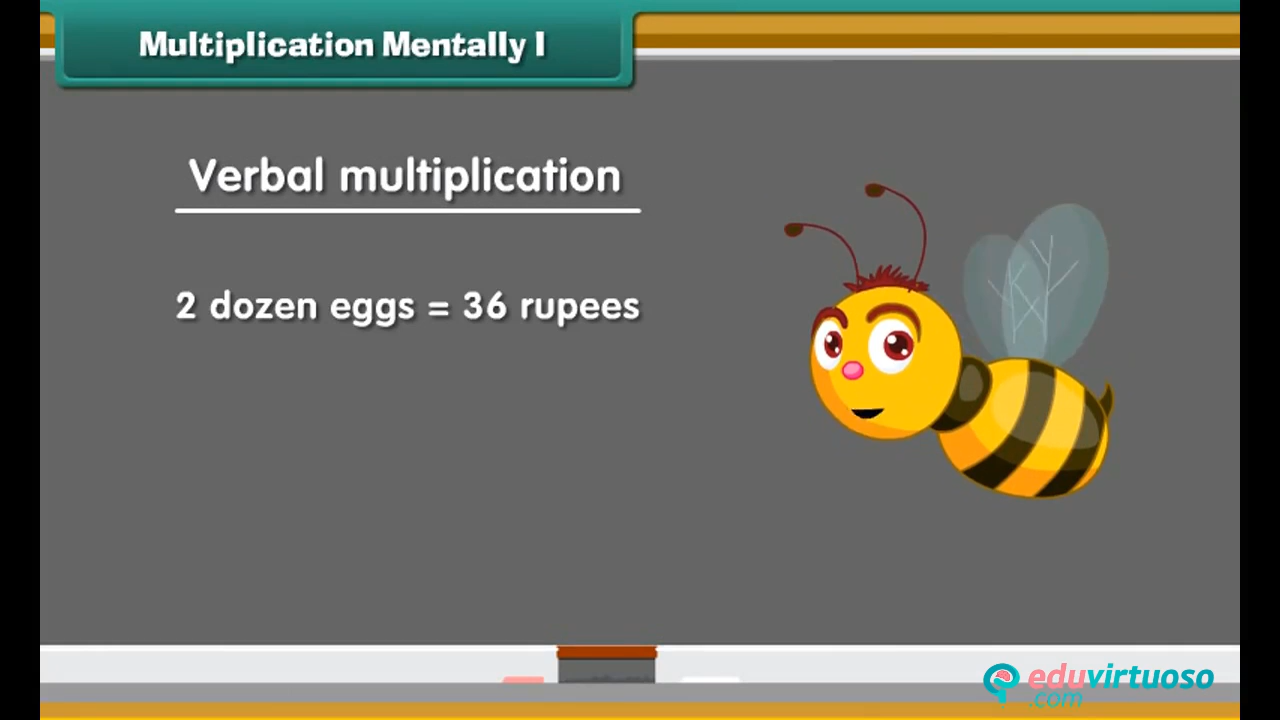 Multiplication Mentally I
Verbal multiplication
2 dozen eggs = 36 rupees
eduvirtuoso
.com